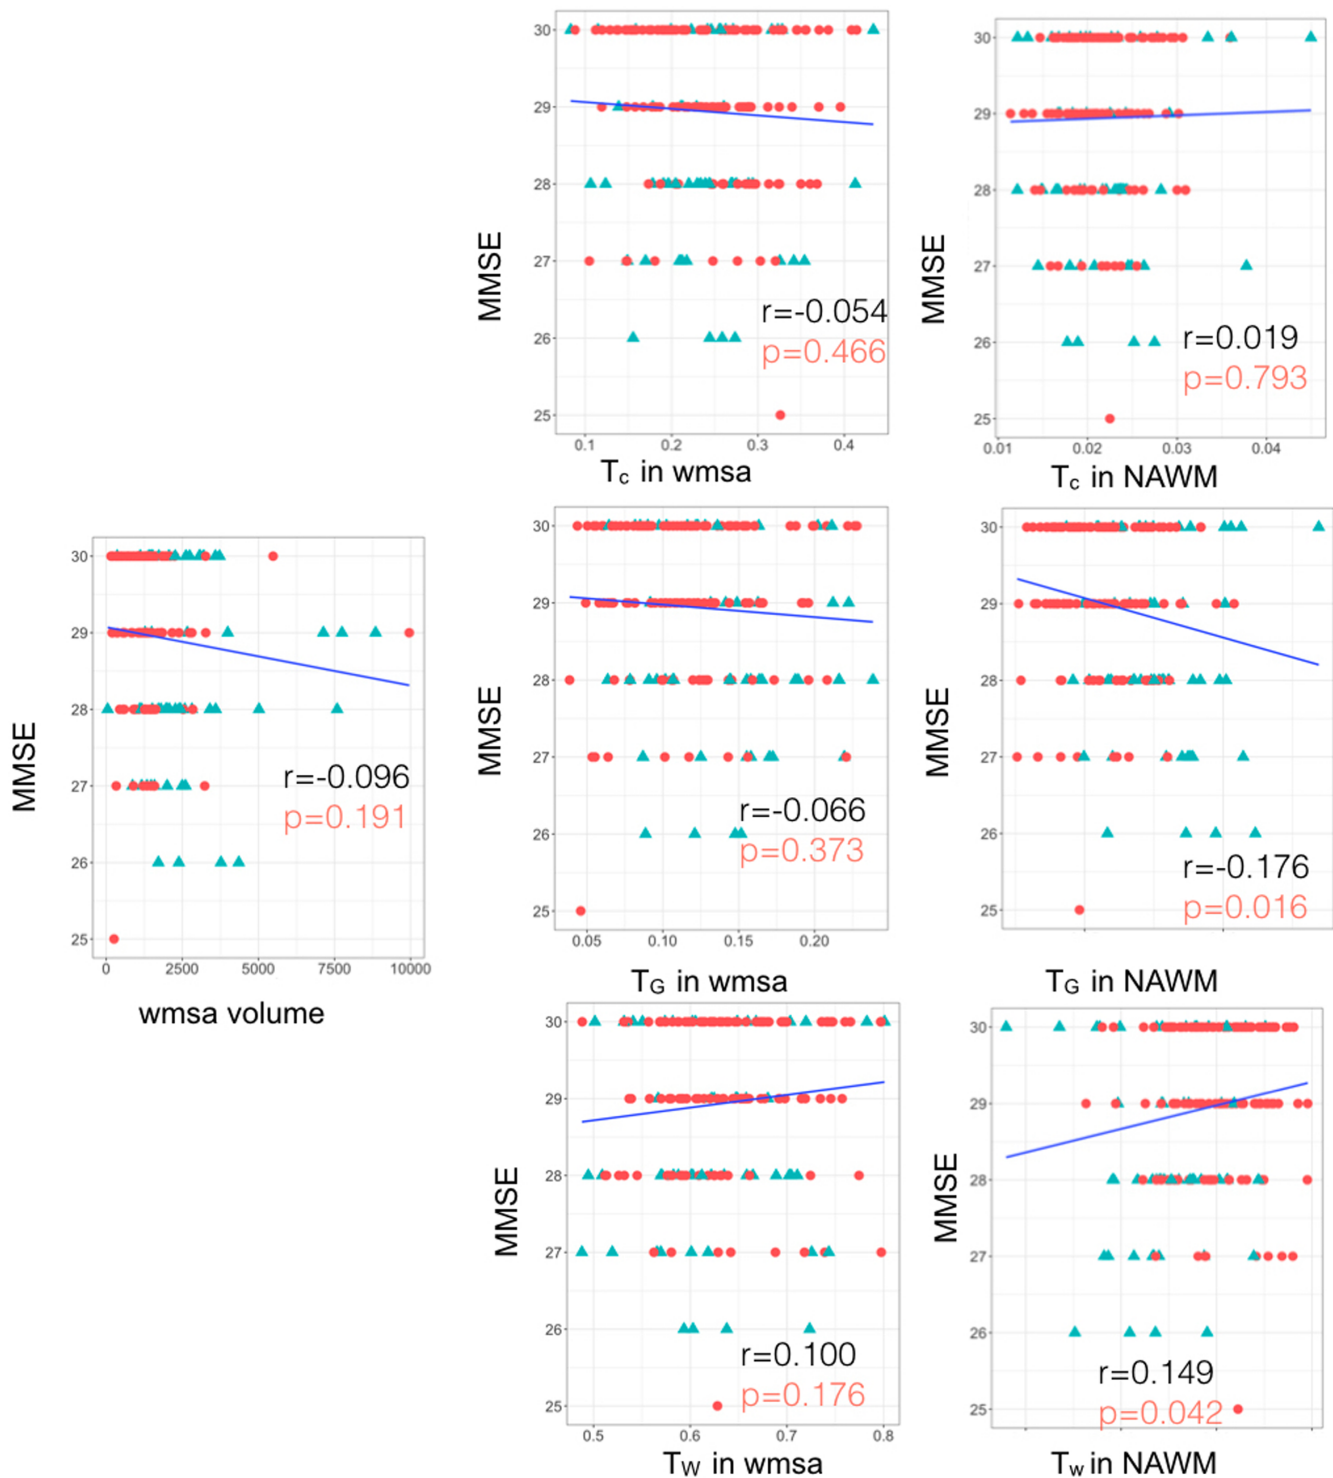 30
29
28
27
26
25
MMSE
r=-0.054
p=0.466
0.1 0.2 0.3 0.4
Tc in wmsa
30
29
28
27
26
25
MMSE
r=0.019
p=0.793
0.01 0.02 0.03 0.04
Tc in NAWM
30
29
28
27
26
25
MMSE
r=-0.096
p=0.191
0 2500 5000 7500 10000
wmsa volume
30
29
28
27
26
25
MMSE
r=-0.066
p=0.373
0.05 0.10 0.15 0.20
TG in wmsa
30
29
28
27
26
25
MMSE
r=-0.176
p=0.016
TG in NAWM
30
29
28
27
26
25
MMSE
r=0.100
p=0.176
0.5 0.6 0.7 0.8
TW in wmsa
30
29
28
27
26
25
MMSE
r=0.149
p=0.042
Tw in NAWM